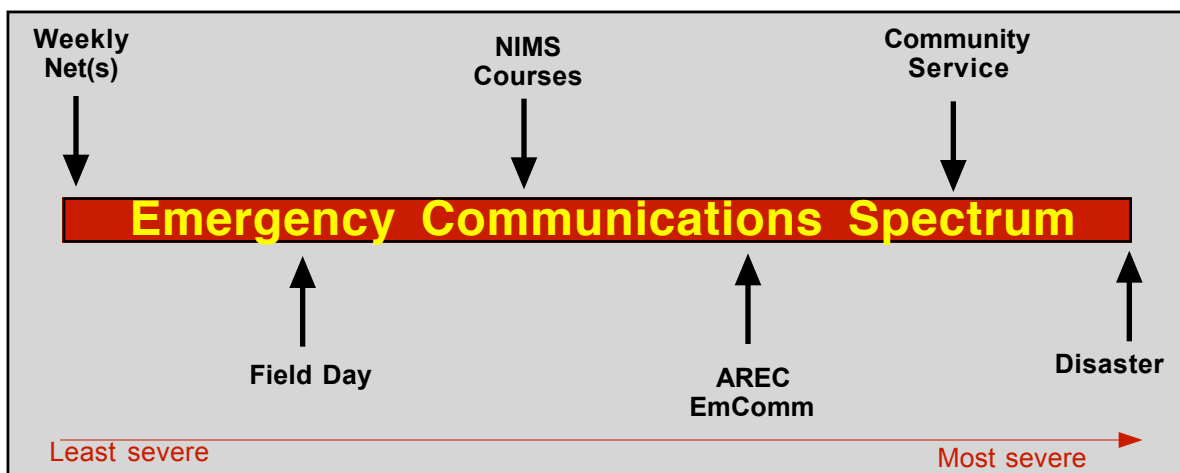 Weekly
Net(s)
NIMS
Courses
Community
Service
Emergency Communications Spectrum
Field Day
AREC
EmComm
Disaster
Least severe
Most severe